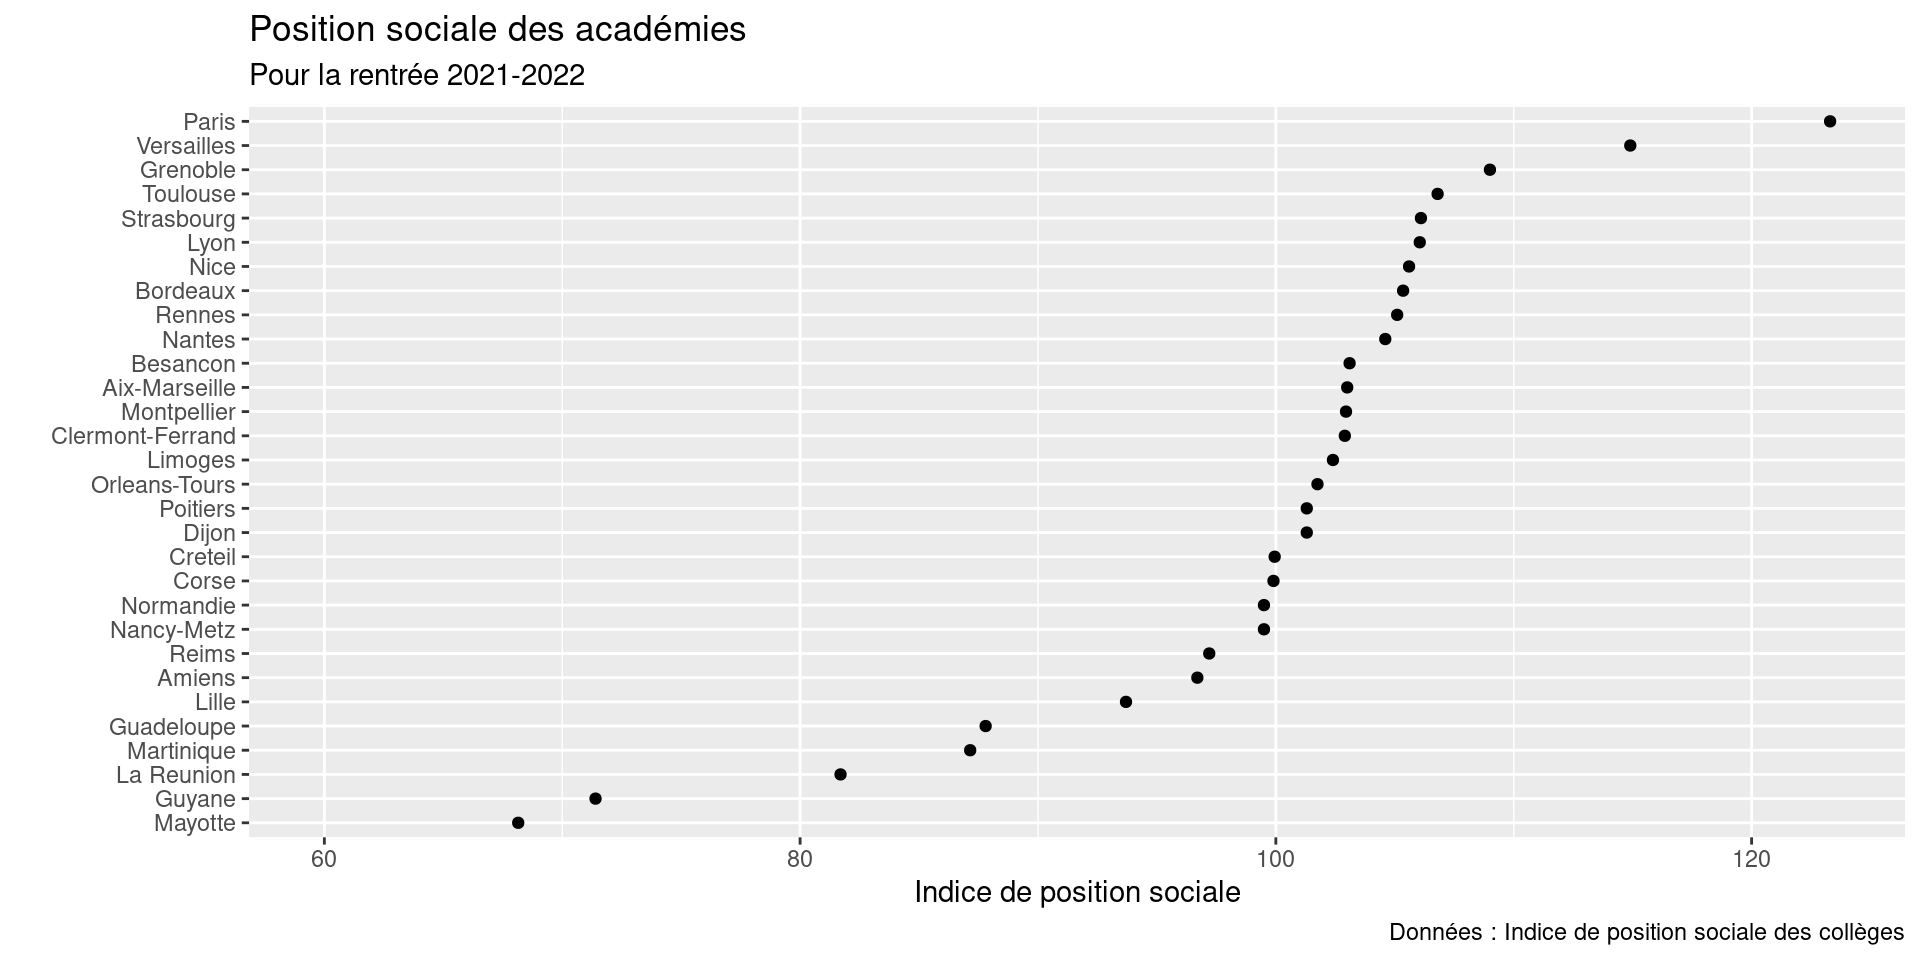 Position sociale des académies
Pour la rentrée 2021-2022
Paris
Versailles
Grenoble
Toulouse
Strasbourg
Lyon
Nice
Bordeaux
Rennes
Nantes
Besancon
Aix-Marseille
Montpellier
Clermont-Ferrand
Limoges
Orleans-Tours
Poitiers
Dijon
Creteil
Corse
Normandie
Nancy-Metz
Reims
Amiens
Lille
Guadeloupe
Martinique
La Reunion
Guyane
Mayotte
60 80 100 120
Indice de position sociale
Données : Indice de position sociale des collèges